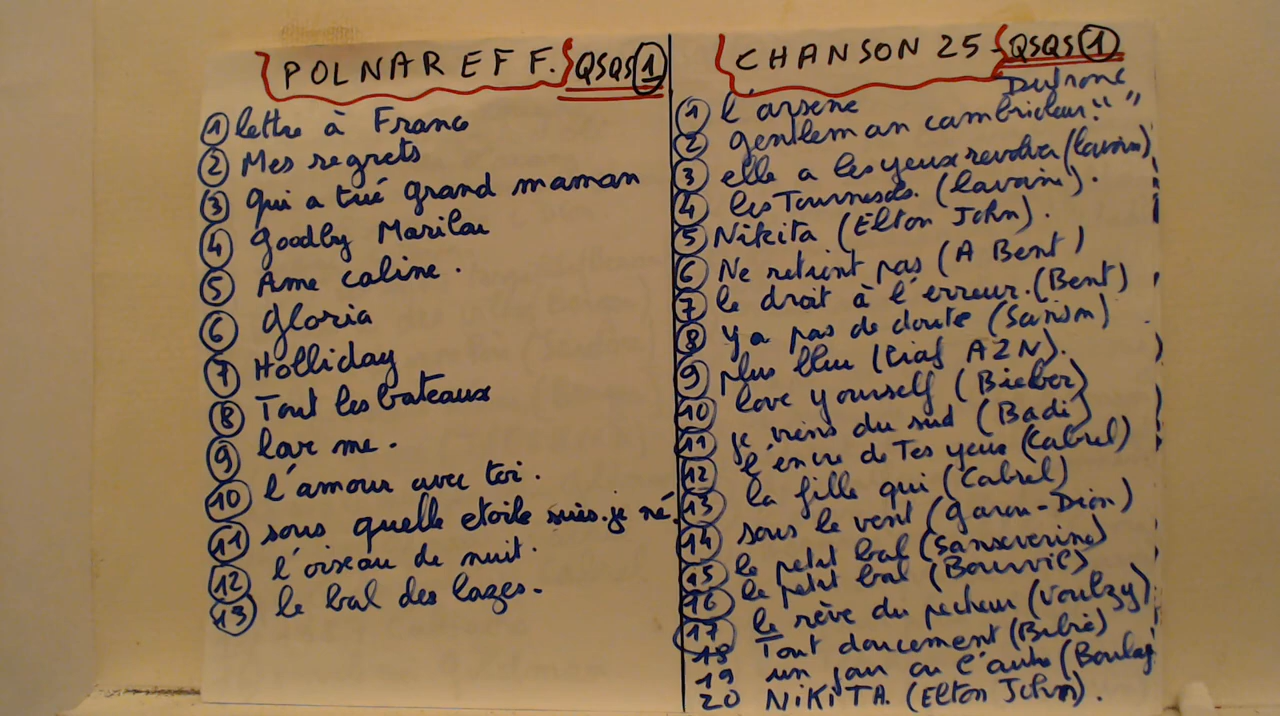 POLNAREFF. QSQS 1
1 lettre à France
2 Mes regrets
3 Qui a tué grand maman
4 Goodby Marilou
5 Ame caline.
6 Gloria
7 Holliday
8 Tout les bateaux
9 lov me.
10 l'amour avec toi.
11 sous quelle etoile suis.je né.
12 l'oiseau de nuit.
13 le bal des lazes.
CHANSON 25 - QSQS 1
1 l'arsene Dutronc
2 gentleman cambrioleur. " "
3 elle a les yeux revolver (lavoine)
4 les Tournesols. (lavoine).
5 Nikita (Elton John).
6 Ne retient pas (A Bent)
7 le droit à l'erreur. (Bent)
8 y a pas de doute (Sanson)
9 plus bleu (Piaf AZN).
10 love yourself (Bieber)
11 je viens du sud (Badi)
12 l'encre de Tes yeux (Cabrel)
13 la fille qui (Cabrel)
14 sous le vent (Garou-Dion)
15 le petit bal (Sanseverino)
16 le petit bal (Bourvil)
17 le rêve du pecheur (Voulzy)
18 Tout doucement (Bibie)
19 un jour ou l'autre (Boulay)
20 NIKITA. (Elton John).